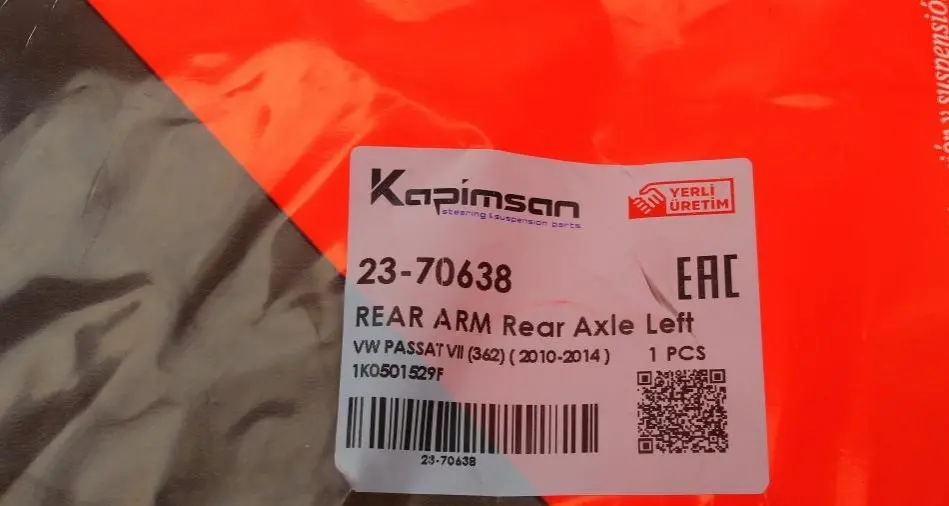 Kapimsan
steering & suspension parts
YERLİ
ÜRETİM
23-70638
EAC
REAR ARM Rear Axle Left
VW PASSAT VII (362) ( 2010-2014 )
1 PCS
1K0501529F
23-70638
y suspensión